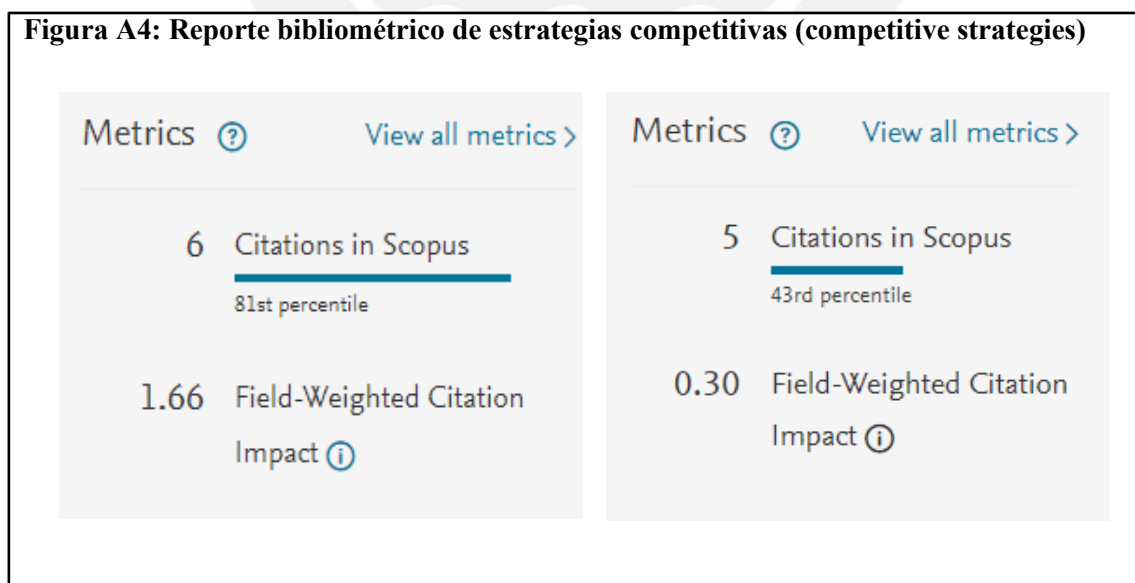 Figura A4: Reporte bibliométrico de estrategias competitivas (competitive strategies)
Metrics ? View all metrics >
6 Citations in Scopus
81st percentile
1.66 Field-Weighted Citation
Impact i
Metrics ? View all metrics >
5 Citations in Scopus
43rd percentile
0.30 Field-Weighted Citation
Impact i